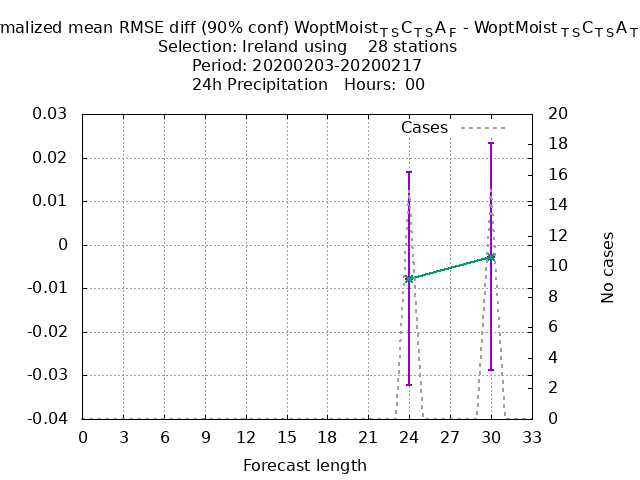 rmalized mean RMSE diff (90% conf) WoptMoistTSCTSAF - WoptMoistTSCTSAT
Selection: Ireland using 28 stations
Period: 20200203-20200217
24h Precipitation Hours: 00
Cases
0.03
0.02
0.01
0
-0.01
-0.02
-0.03
-0.04
20
18
16
14
12
10
8
6
4
2
0
No cases
0 3 6 9 12 15 18 21 24 27 30 33
Forecast length